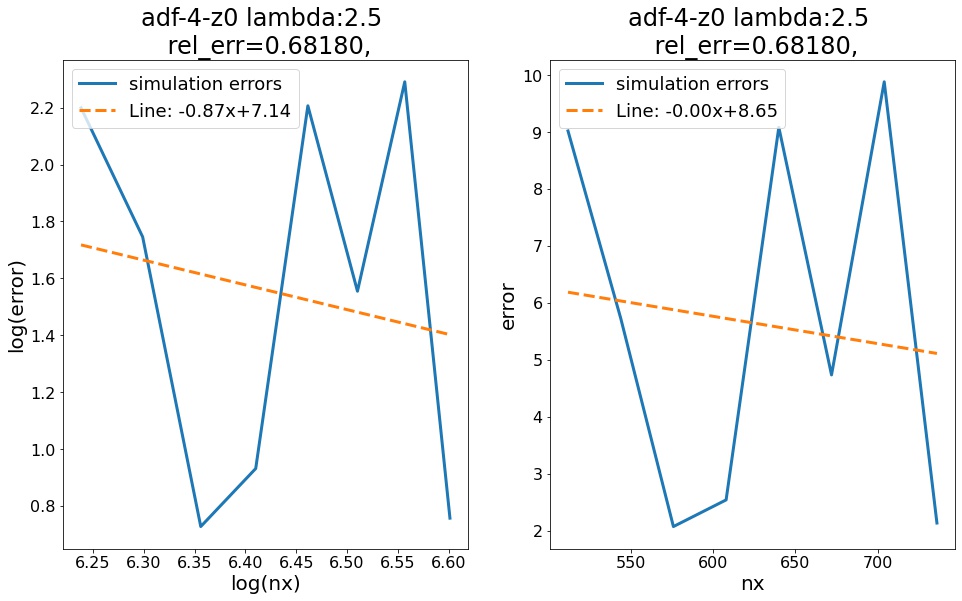 adf-4-z0 lambda:2.5
rel_err=0.68180,
simulation errors
Line: -0.87x+7.14
log(error)
2.2
2.0
1.8
1.6
1.4
1.2
1.0
0.8
6.25 6.30 6.35 6.40 6.45 6.50 6.55 6.60
log(nx)
adf-4-z0 lambda:2.5
rel_err=0.68180,
simulation errors
Line: -0.00x+8.65
error
10
9
8
7
6
5
4
3
2
550 600 650 700
nx